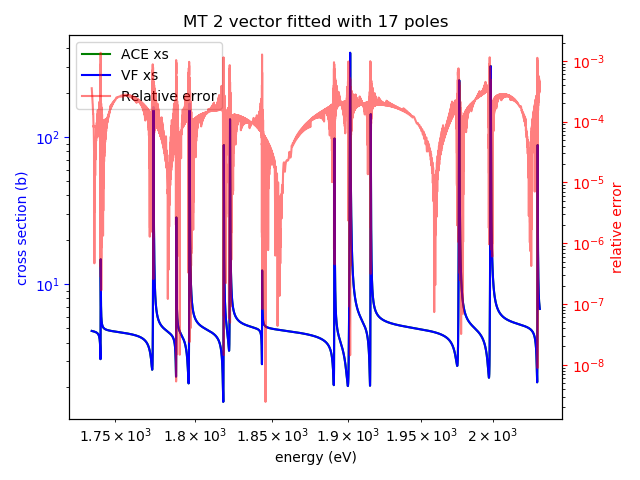 MT 2 vector fitted with 17 poles
ACE xs
VF xs
Relative error
cross section (b)
10²
10¹
10⁻³
10⁻⁴
10⁻⁵
10⁻⁶
10⁻⁷
10⁻⁸
relative error
1.75 × 10³ 1.8 × 10³ 1.85 × 10³ 1.9 × 10³ 1.95 × 10³ 2 × 10³
energy (eV)